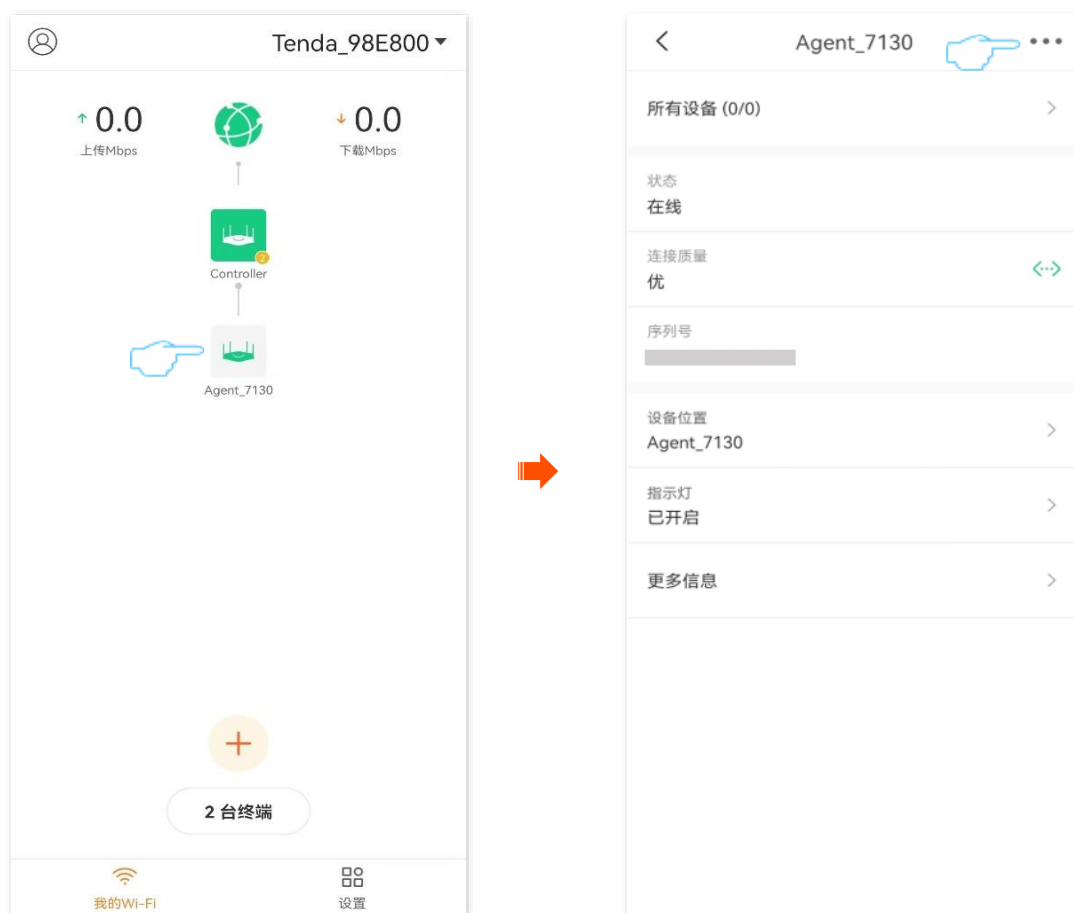 Tenda_98E800
0.0
上传Mbps
0.0
下载Mbps
2
Controller
Agent_7130
2 台终端
我的Wi-Fi
设置
Agent_7130
所有设备 (0/0)
状态
在线
连接质量
优
序列号
设备位置
Agent_7130
指示灯
已开启
更多信息